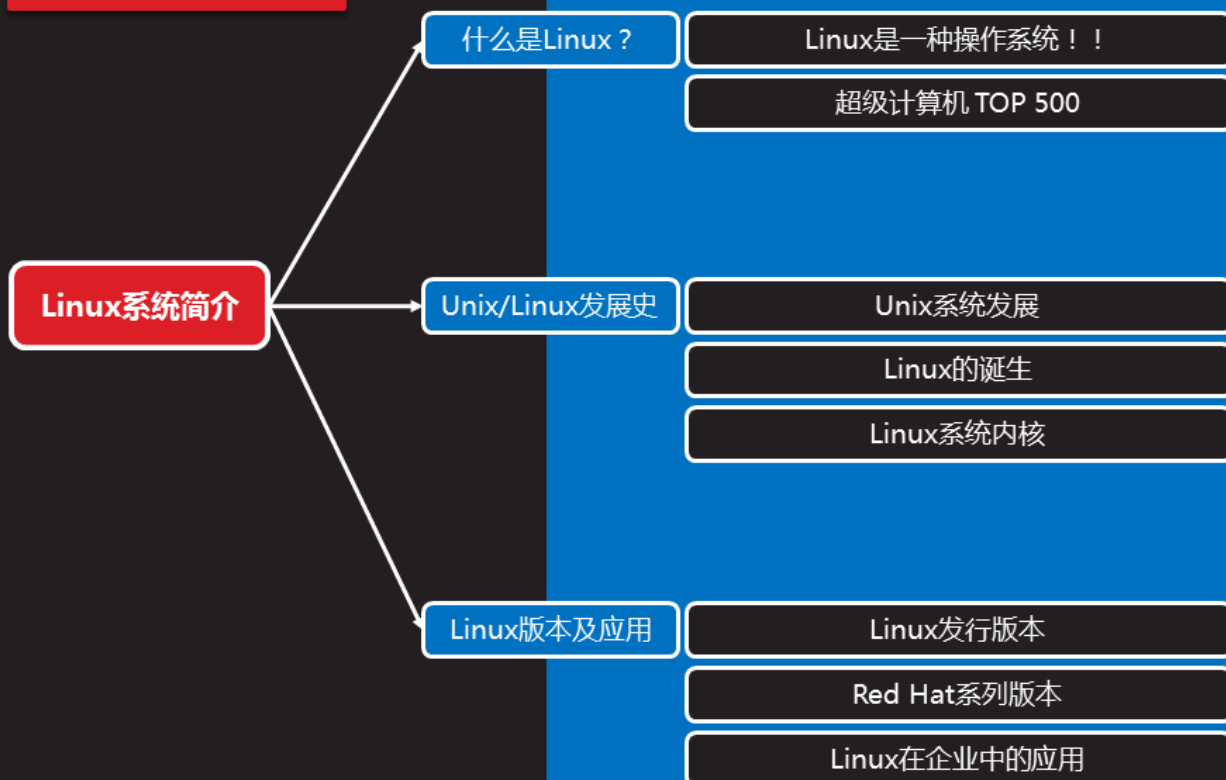 什么是Linux？
Linux是一种操作系统！！
超级计算机 TOP 500
Linux系统简介
Unix/Linux发展史
Unix系统发展
Linux的诞生
Linux系统内核
Linux版本及应用
Linux发行版本
Red Hat系列版本
Linux在企业中的应用